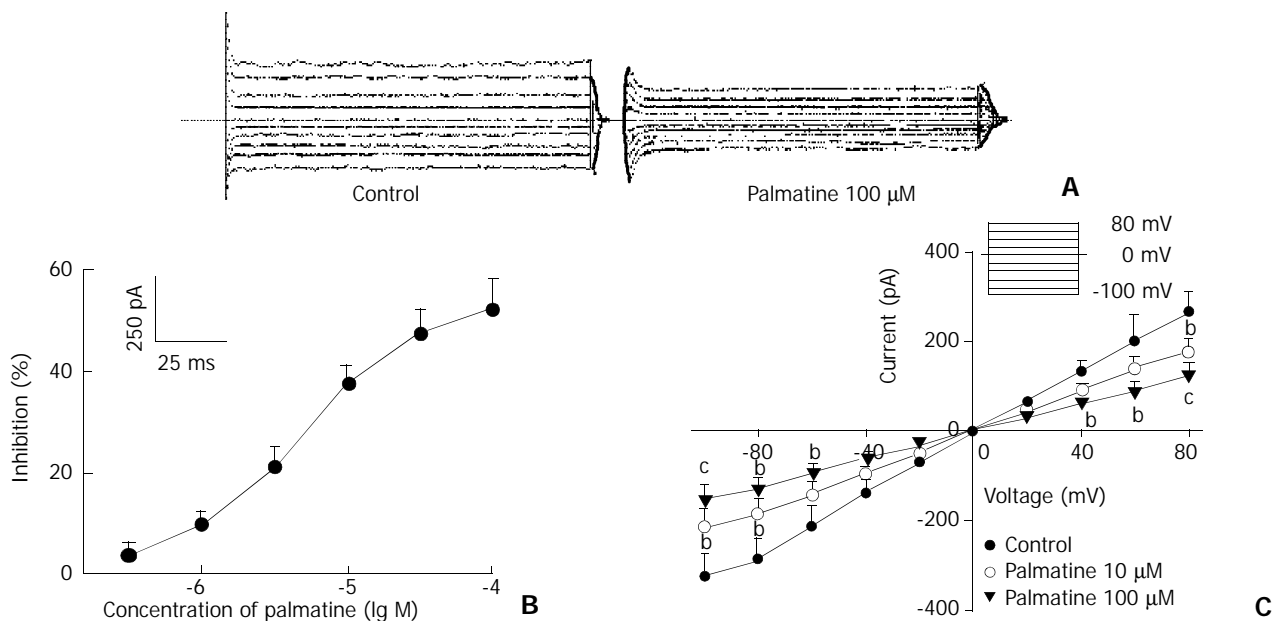 Control
Palmatine 100 μM
A
60
40
20
0
Inhibition (%)
250 pA
25 ms
-6
-5
-4
Concentration of palmatine (lg M)
B
80 mV
0 mV
-100 mV
400
200
0
-200
-400
Current (pA)
-80
-60
-40
0
40
80
Voltage (mV)
b
c
b
b
c
b
b
b
b
Control
Palmatine 10 μM
Palmatine 100 μM
C